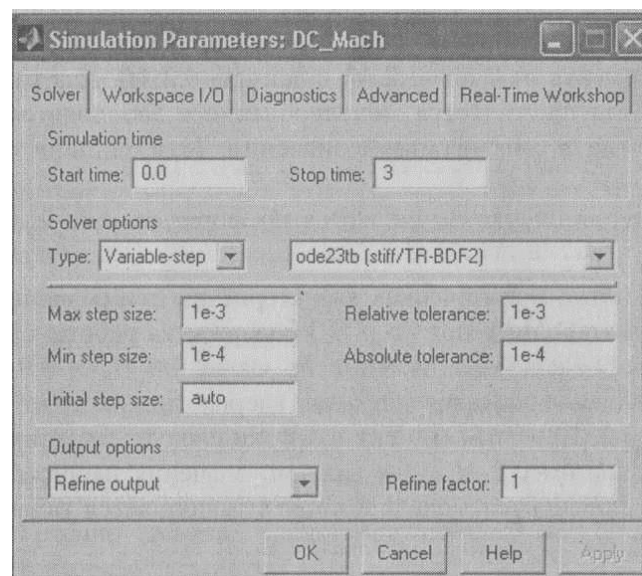 Simulation Parameters: DC_Mach
Solver Workspace I/O Diagnostics Advanced Real-Time Workshop
Simulation time
Start time: 0.0 Stop time: 3
Solver options
Type: Variable-step ode23tb (stiff/TR-BDF2)
Max step size: 1e-3 Relative tolerance: 1e-3
Min step size: 1e-4 Absolute tolerance: 1e-4
Initial step size: auto
Output options
Refine output Refine factor: 1
OK Cancel Help Apply